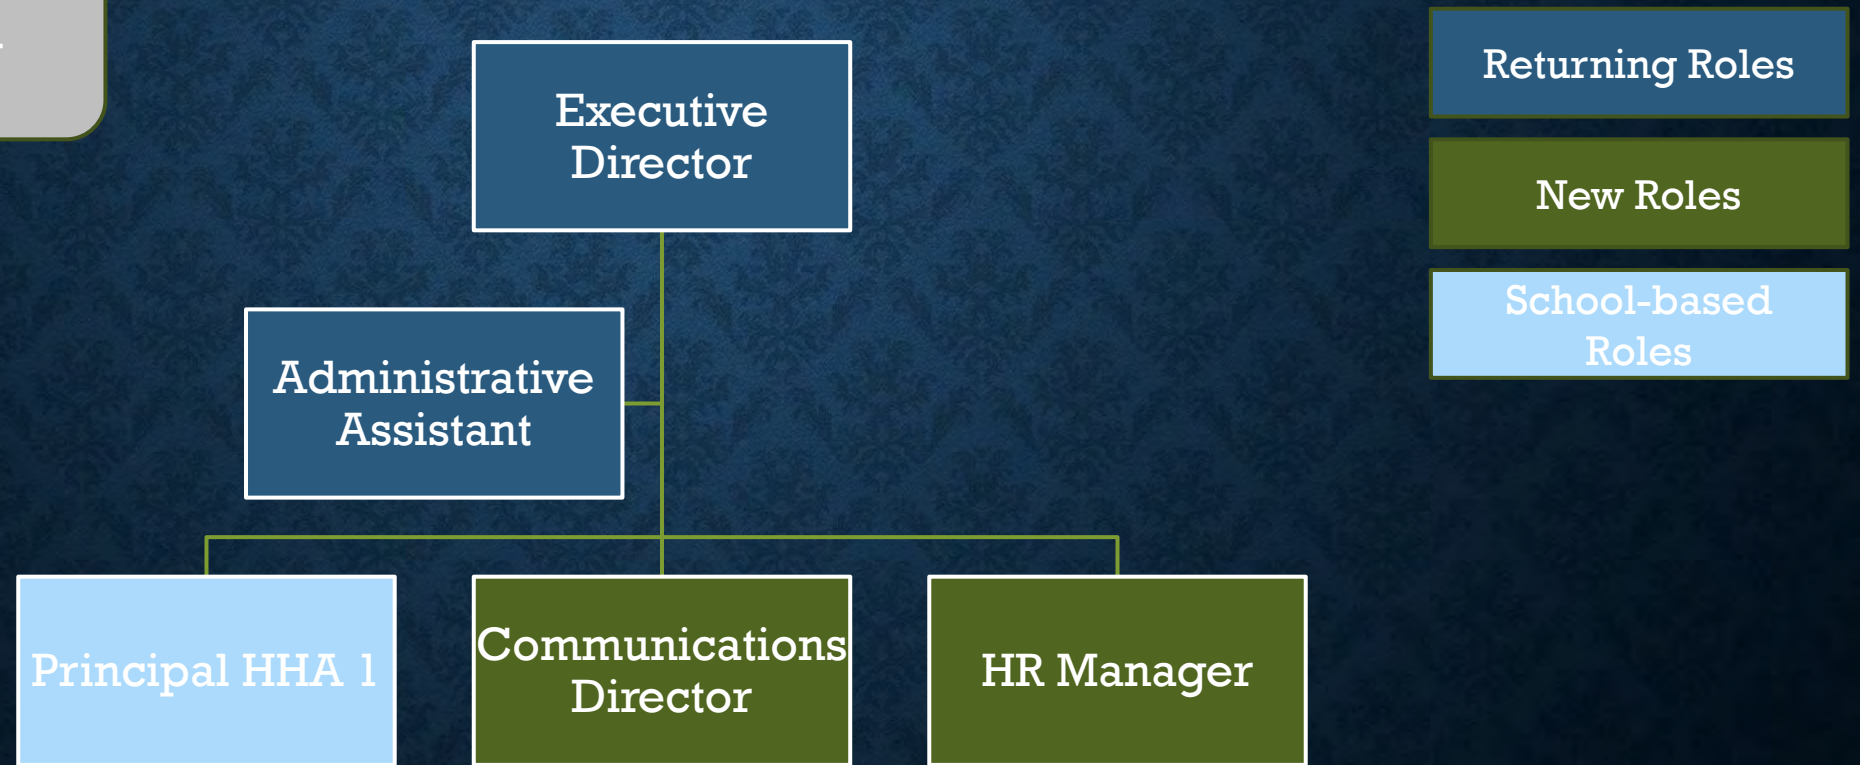 Executive
Director
Returning Roles
New Roles
School-based
Roles
Administrative
Assistant
Principal HHA 1
Communications
Director
HR Manager